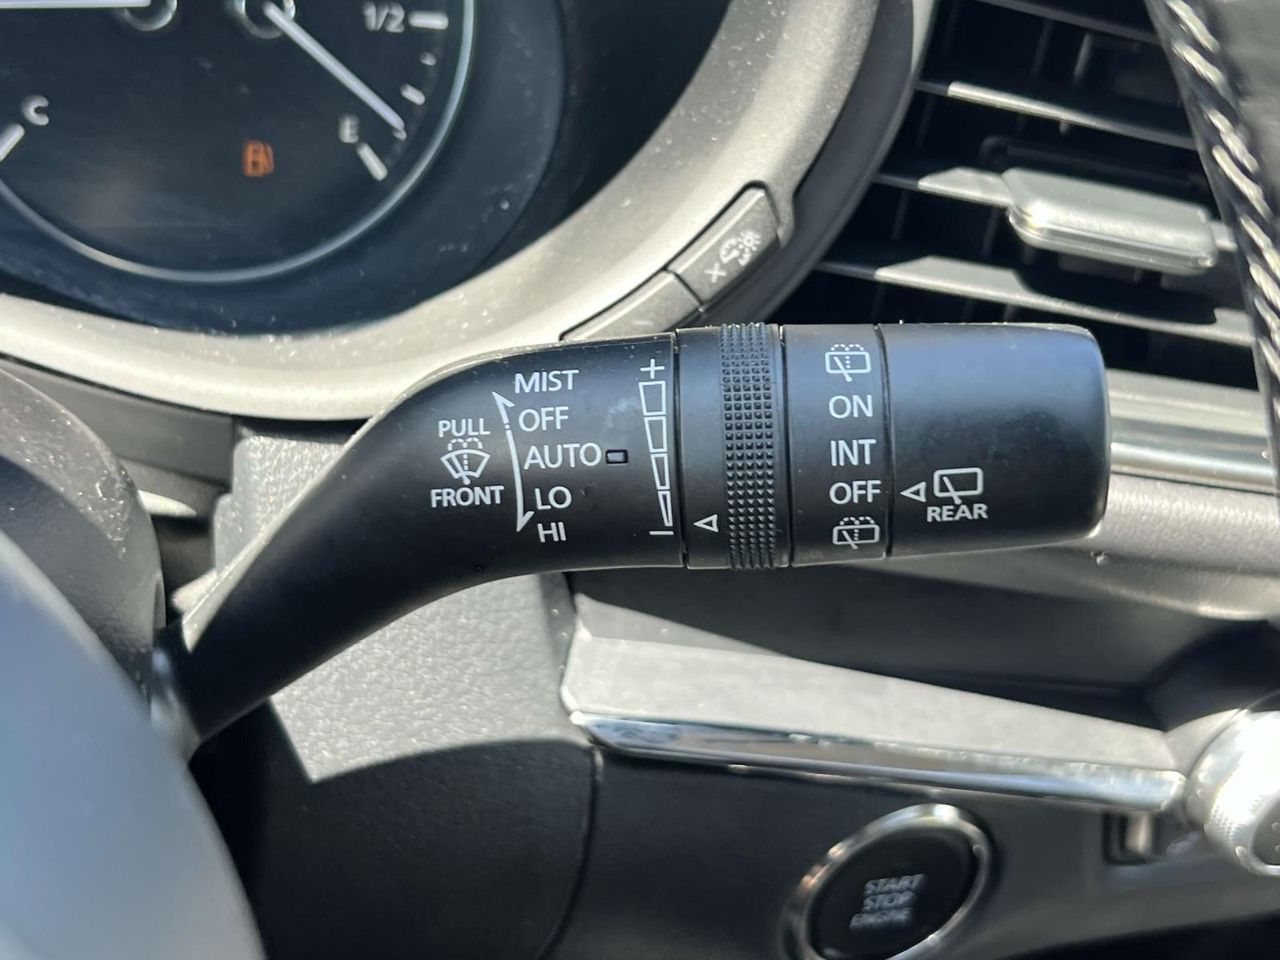 1/2
C
E
MIST
OFF
AUTO
LO
HI
PULL
FRONT
+
−
ON
INT
OFF
REAR
START
STOP
ENGINE